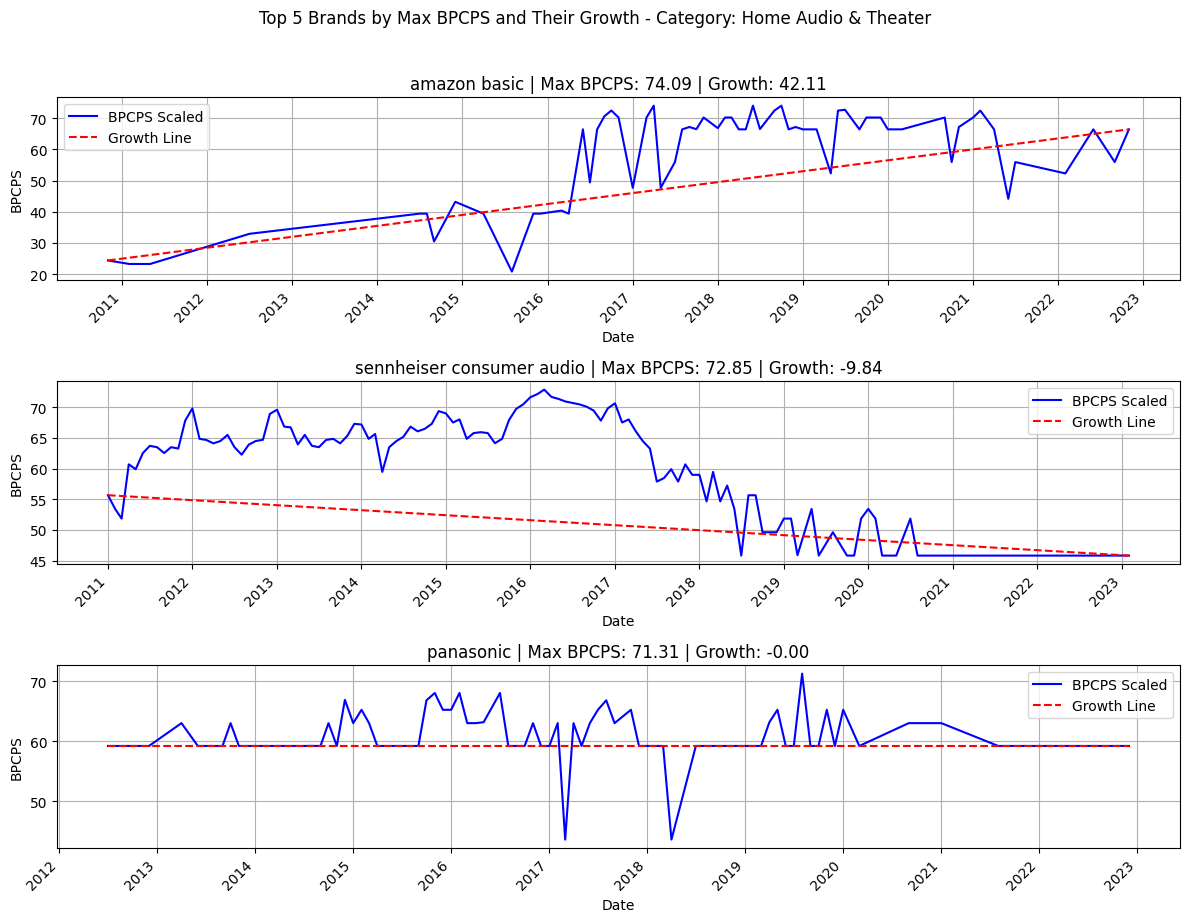 Top 5 Brands by Max BPCPS and Their Growth - Category: Home Audio & Theater
amazon basic | Max BPCPS: 74.09 | Growth: 42.11
BPCPS Scaled
Growth Line
BPCPS
70
60
50
40
30
20
2011 2012 2013 2014 2015 2016 2017 2018 2019 2020 2021 2022 2023
Date
sennheiser consumer audio | Max BPCPS: 72.85 | Growth: -9.84
BPCPS Scaled
Growth Line
BPCPS
70
65
60
55
50
45
2011 2012 2013 2014 2015 2016 2017 2018 2019 2020 2021 2022 2023
Date
panasonic | Max BPCPS: 71.31 | Growth: -0.00
BPCPS Scaled
Growth Line
BPCPS
70
60
50
2012 2013 2014 2015 2016 2017 2018 2019 2020 2021 2022 2023
Date